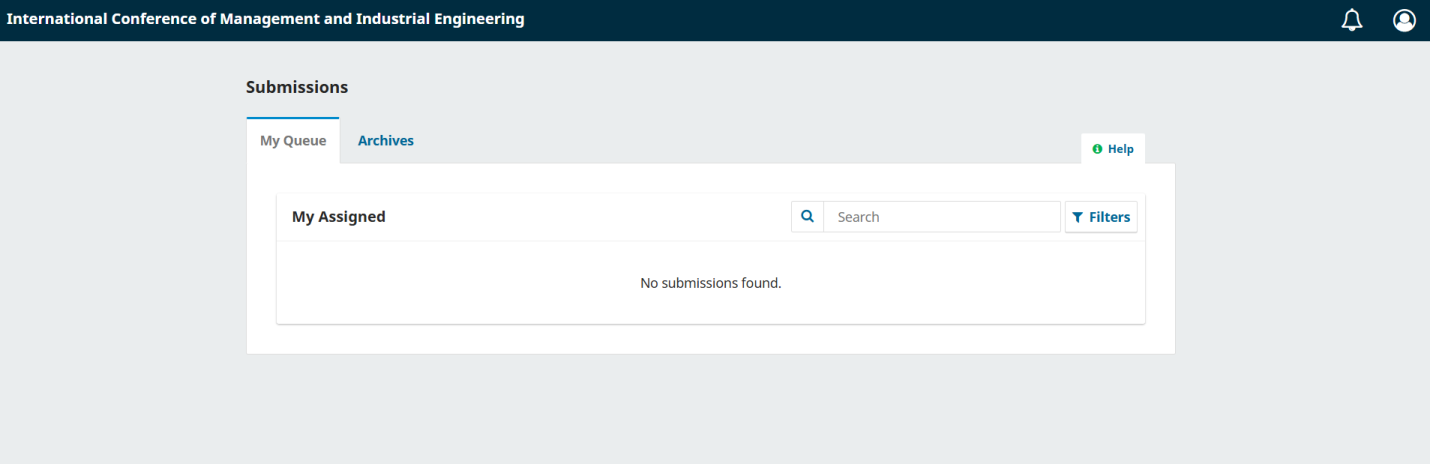 International Conference of Management and Industrial Engineering
Submissions
My Queue
Archives
Help
My Assigned
Search
Filters
No submissions found.